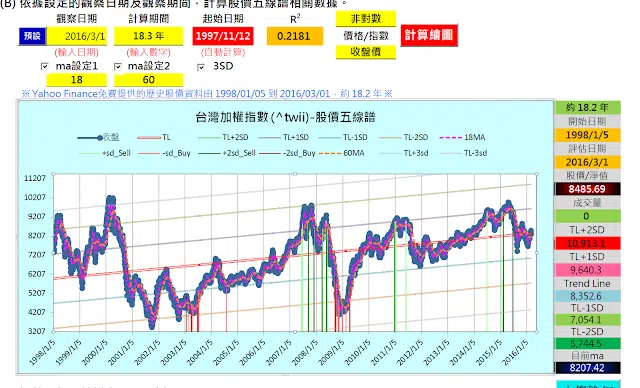 (B) 依據設定的觀察日期及觀察期間，計算股價五線譜相關數據。
觀察日期 計算期間 起始日期 R² 非對數
預設 2016/3/1 18.3 年 1997/11/12 0.2181 價格/指數 計算繪圖
(輸入日期) (輸入數字) (自動計算) 收盤價
ma設定1 ma設定2 3SD
18 60
※ Yahoo Finance免費提供的歷史股價資料由 1998/01/05 到 2016/03/01，約 18.2 年 ※
台灣加權指數(^twii)-股價五線譜
收盤 TL TL+2SD TL+1SD TL-1SD TL-2SD 18MA
+sd_Sell -sd_Buy +2sd_Sell -2sd_Buy 60MA TL+3sd TL-3sd
11207
10207
9207
8207
7207
6207
5207
4207
3207
1998/1/5 1999/1/5 2000/1/5 2001/1/5 2002/1/5 2003/1/5 2004/1/5 2005/1/5 2006/1/5 2007/1/5 2008/1/5 2009/1/5 2010/1/5 2011/1/5 2012/1/5 2013/1/5 2014/1/5 2015/1/5 2016/1/5
約 18.2 年
開始日期
1998/1/5
評估日期
2016/3/1
股價/淨值
8485.69
成交量
0
TL+2SD
10,913.1
TL+1SD
9,640.3
Trend Line
8,352.6
TL-1SD
7,054.1
TL-2SD
5,744.5
目前ma
8207.42